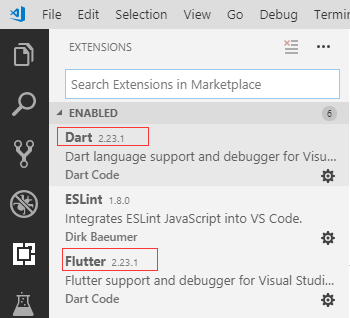 File Edit Selection View Go Debug Termi
EXTENSIONS
Search Extensions in Marketplace
ENABLED 6
Dart 2.23.1
Dart language support and debugger for Visu...
Dart Code
ESLint 1.8.0
Integrates ESLint JavaScript into VS Code.
Dirk Baeumer
Flutter 2.23.1
Flutter support and debugger for Visual Studi...
Dart Code